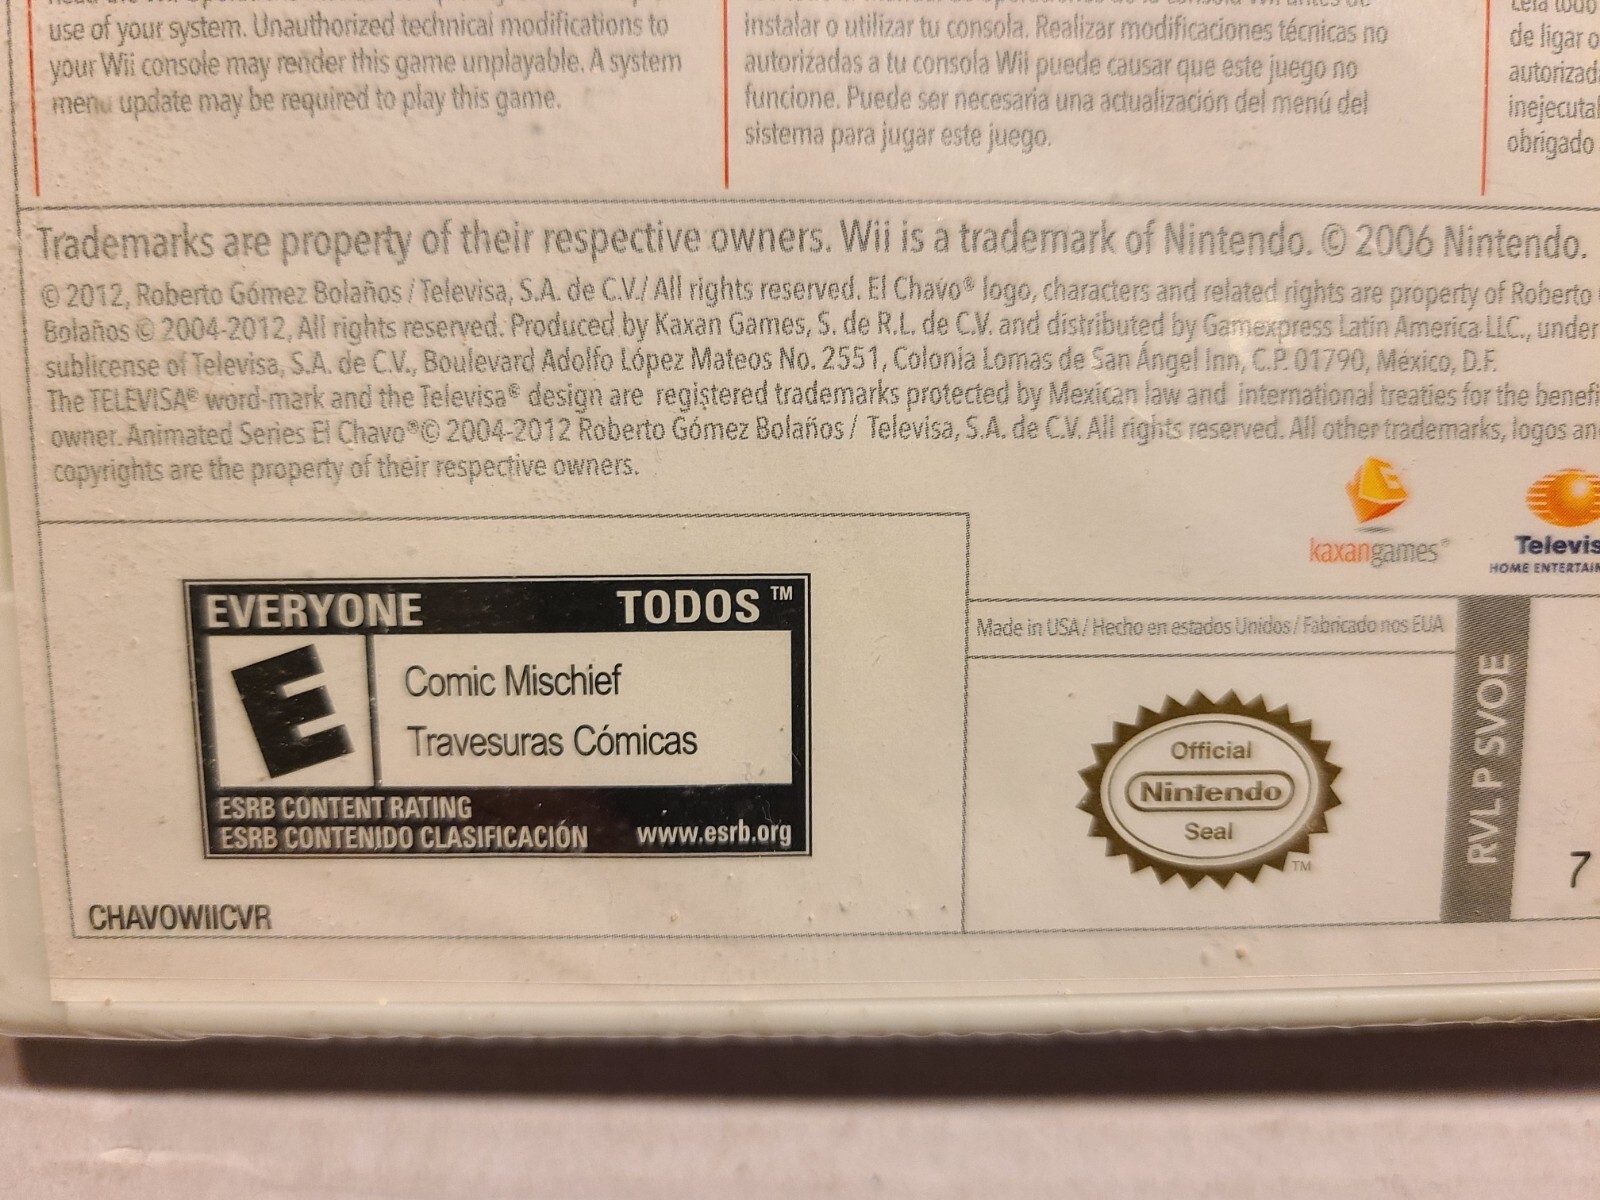 use of your system. Unauthorized technical modifications to
your Wii console may render this game unplayable. A system
menu update may be required to play this game.
instalar o utilizar tu consola. Realizar modificaciones técnicas no
autorizadas a tu consola Wii puede causar que este juego no
funcione. Puede ser necesaria una actualización del menú del
sistema para jugar este juego.
de ligar o
obrigado
Trademarks are property of their respective owners. Wii is a trademark of Nintendo. © 2006 Nintendo.
© 2012, Roberto Gómez Bolaños / Televisa, S.A. de C.V./ All rights reserved. El Chavo® logo, characters and related rights are property of Roberto
Bolaños © 2004-2012, All rights reserved. Produced by Kaxan Games, S. de R.L. de C.V. and distributed by Gamexpress Latin America LLC., under
sublicense of Televisa, S.A. de C.V., Boulevard Adolfo López Mateos No. 2551, Colonia Lomas de San Ángel Inn, C.P. 01790, México, D.F.
The TELEVISA® word-mark and the Televisa® design are registered trademarks protected by Mexican law and international treaties for the
owner. Animated Series El Chavo®© 2004-2012 Roberto Gómez Bolaños / Televisa, S.A. de C.V. All rights reserved. All other trademarks, logos
copyrights are the property of their respective owners.
kaxangames®
HOME
EVERYONE TODOS™
E
Comic Mischief
Travesuras Cómicas
ESRB CONTENT RATING
ESRB CONTENIDO CLASIFICACIÓN www.esrb.org
CHAVOWIICVR
Made in USA / Hecho en estados Unidos / Fabricado nos EUA
Official
Nintendo
Seal
TM
RVL P SVOE
7